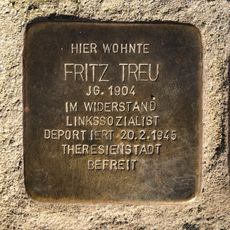 HIER WOHNTE
FRITZ TREU
JG. 1904
IM WIDERSTAND
LINKSSOZIALIST
DEPORTIERT 20.2.1945
THERESIENSTADT
BEFREIT